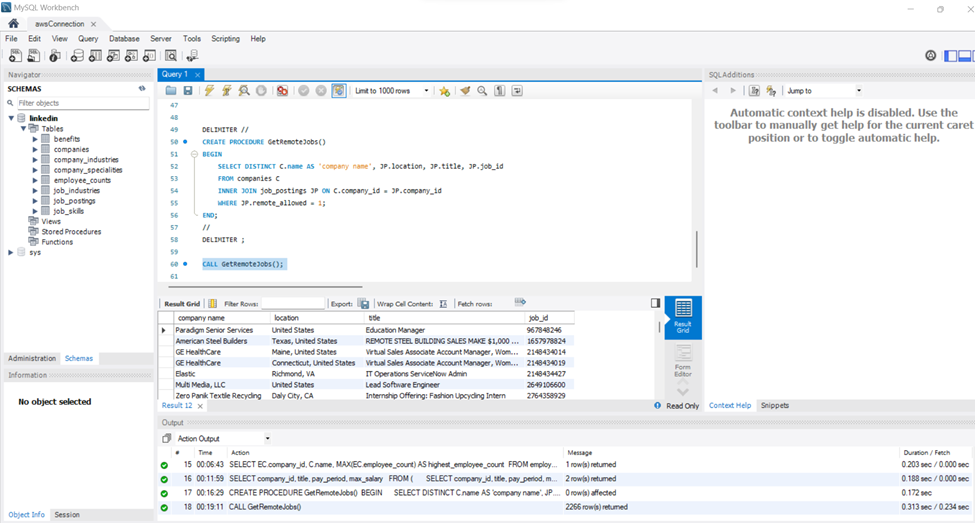 MySQL Workbench
awsConnection
File Edit View Query Database Server Tools Scripting Help
Navigator
SCHEMAS
Filter objects
linkedin
Tables
benefits
companies
company_industries
company_specialities
employee_counts
job_industries
job_postings
job_skills
Views
Stored Procedures
Functions
sys
Administration Schemas
Information
No object selected
Object Info Session
Query 1
Limit to 1000 rows
47
48
49 DELIMITER //
50 CREATE PROCEDURE GetRemoteJobs()
51 BEGIN
52 SELECT DISTINCT C.name AS 'company name', JP.location, JP.title, JP.job_id
53 FROM companies C
54 INNER JOIN job_postings JP ON C.company_id = JP.company_id
55 WHERE JP.remote_allowed = 1;
56 END;
57 //
58 DELIMITER ;
59
60 CALL GetRemoteJobs();
61
Result Grid Filter Rows: Export: Wrap Cell Content: Fetch rows:
company name location title job_id
Paradigm Senior Services United States Education Manager 967848246
American Steel Builders Texas, United States REMOTE STEEL BUILDING SALES MAKE $1,000 ... 1657978824
GE HealthCare Maine, United States Virtual Sales Associate Account Manager, Wom... 2148434014
GE HealthCare Connecticut, United States Virtual Sales Associate Account Manager, Wom... 2148434019
Elastic Richmond, VA IT Operations ServiceNow Admin 2148434427
Multi Media, LLC United States Lead Software Engineer 2649106600
Zero Panik Textile Recycling Daly City, CA Internship Offering: Fashion Upcycling Intern 2764358929
Result Grid
Form Editor
Result 12
Read Only
SQLAdditions
Jump to
Automatic context help is disabled. Use the
toolbar to manually get help for the current caret
position or to toggle automatic help.
Context Help Snippets
Output
Action Output
# Time Action Message Duration / Fetch
15 00:06:43 SELECT EC.company_id, C.name, MAX(EC.employee_count) AS highest_employee_count FROM employ... 1 row(s) returned 0.203 sec / 0.000 sec
16 00:11:59 SELECT company_id, title, pay_period, max_salary FROM ( SELECT company_id, title, pay_period, m... 2 row(s) returned 0.188 sec / 0.000 sec
17 00:16:29 CREATE PROCEDURE GetRemoteJobs() BEGIN SELECT DISTINCT C.name AS 'company name', JP.... 0 row(s) affected 0.172 sec
18 00:19:11 CALL GetRemoteJobs() 2266 row(s) returned 0.313 sec / 0.234 sec